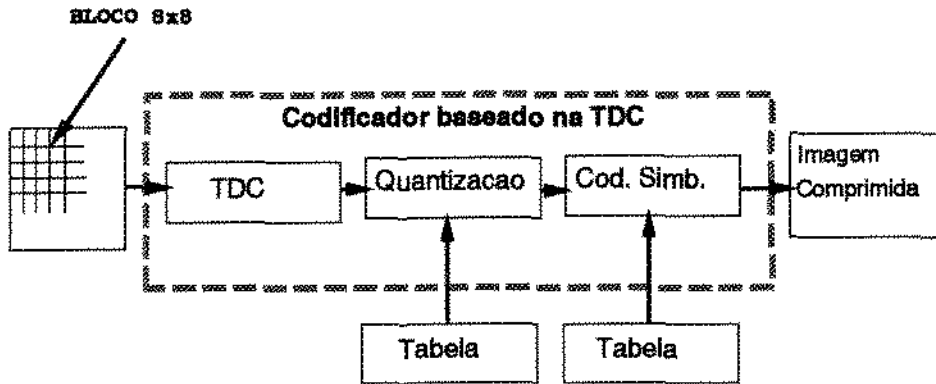 BLOCO 8x8
Codificador baseado na TDC
TDC
Quantizacao
Cod. Simb.
Imagem
Comprimida
Tabela
Tabela